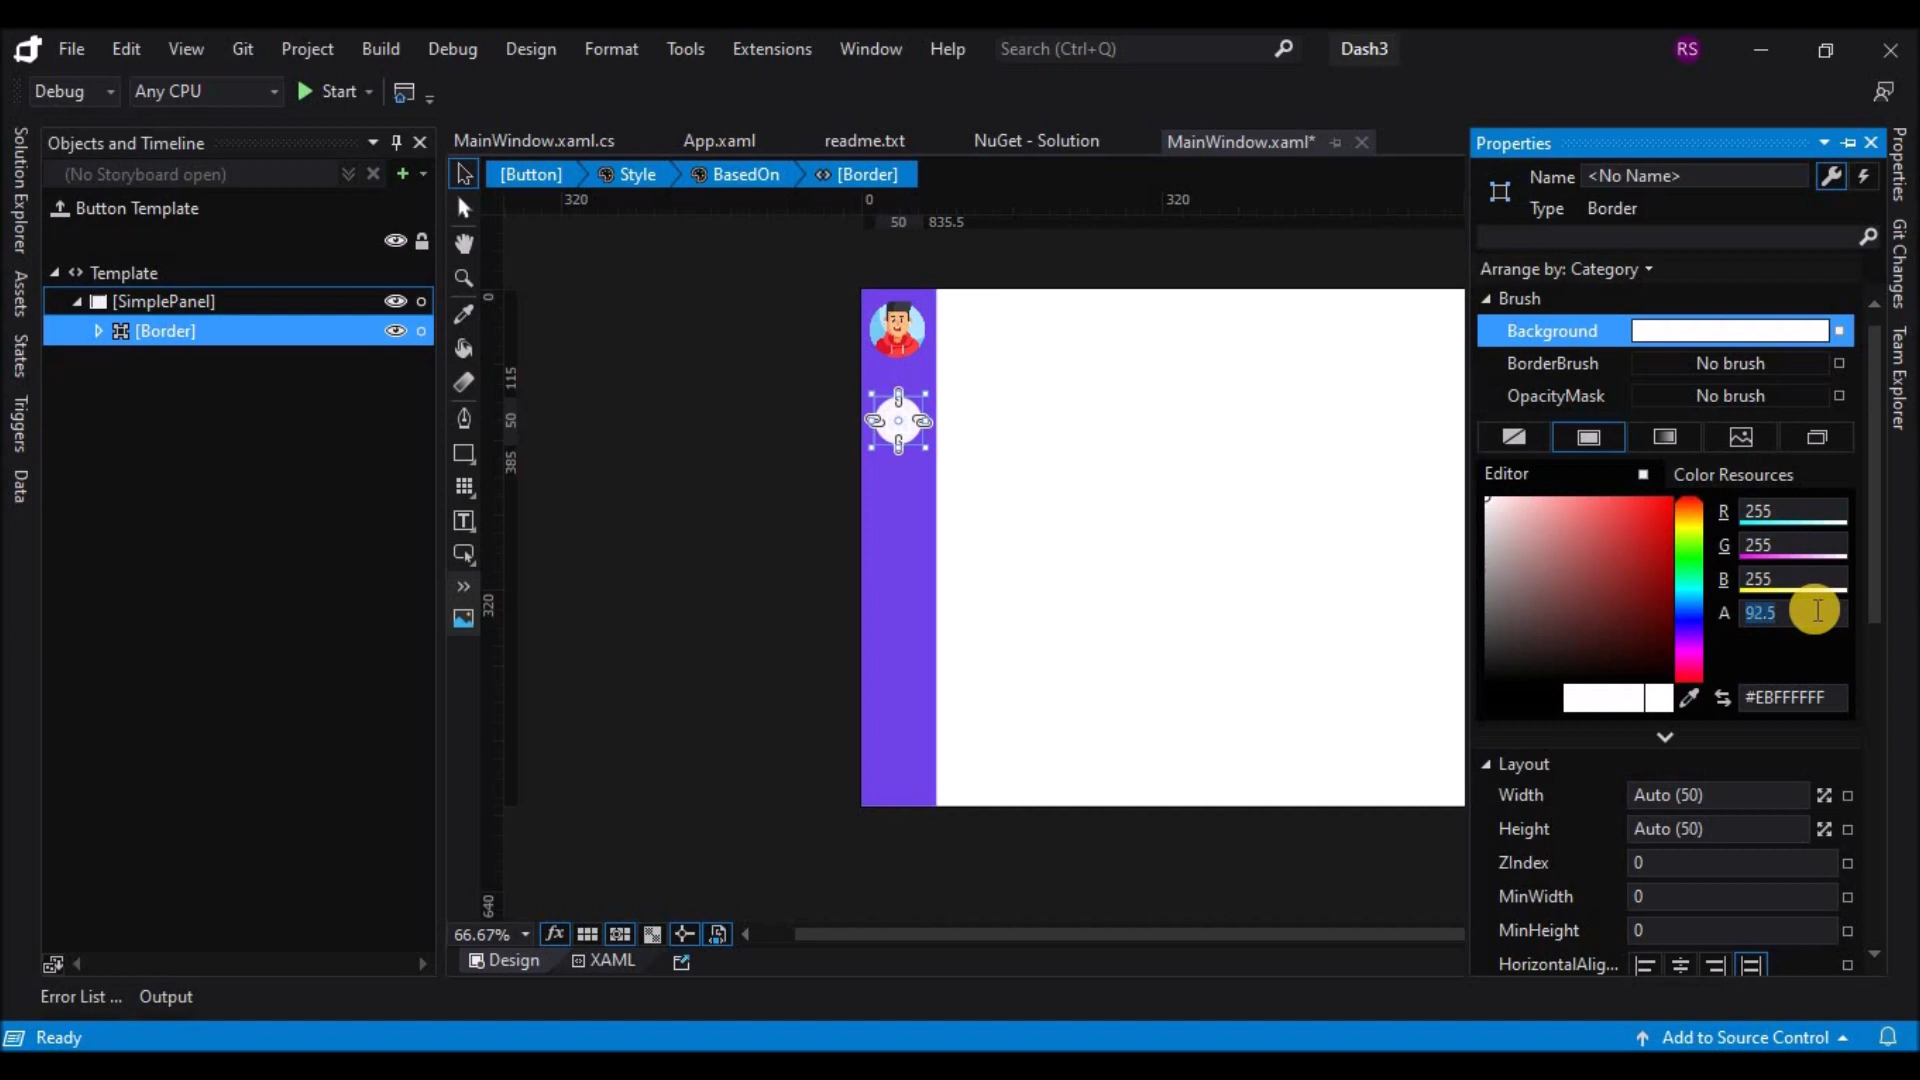 File Edit View Git Project Build Debug Design Format Tools Extensions Window Help Search (Ctrl+Q) Dash3 RS
Debug Any CPU Start
Solution Explorer
Assets
States
Triggers
Data
Objects and Timeline
(No Storyboard open)
Button Template
Template
[SimplePanel]
[Border]
MainWindow.xaml.cs App.xaml readme.txt NuGet - Solution MainWindow.xaml*
[Button] Style BasedOn [Border]
320 0 320
50 835.5
0
115
50
385
320
640
66.67%
Design XAML
Properties
Name <No Name>
Type Border
Arrange by: Category
Brush
Background
BorderBrush No brush
OpacityMask No brush
Editor Color Resources
R 255
G 255
B 255
A 92.5
#EBFFFFFF
Layout
Width Auto (50)
Height Auto (50)
ZIndex 0
MinWidth 0
MinHeight 0
HorizontalAlig...
Properties
Git Changes
Team Explorer
Error List ... Output
Ready Add to Source Control